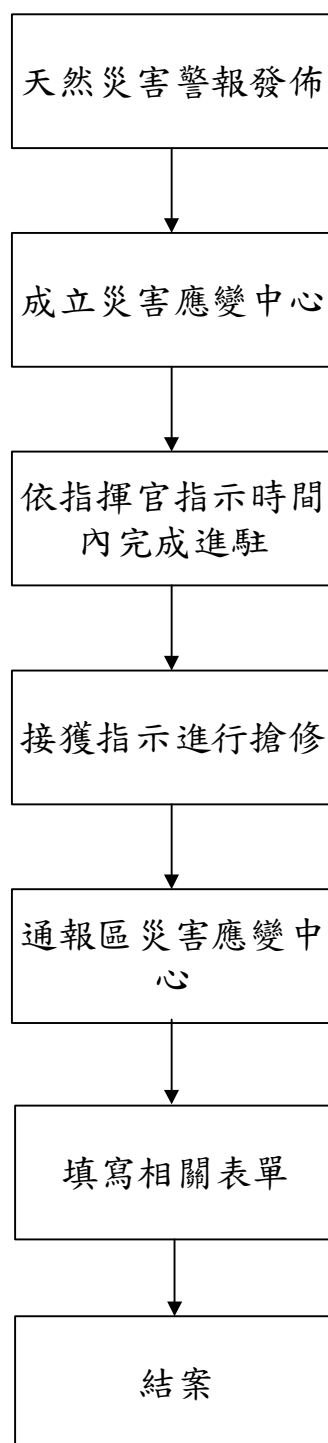 天然災害警報發佈
成立災害應變中心
依指揮官指示時間
內完成進駐
接獲指示進行搶修
通報區災害應變中
心
填寫相關表單
結案